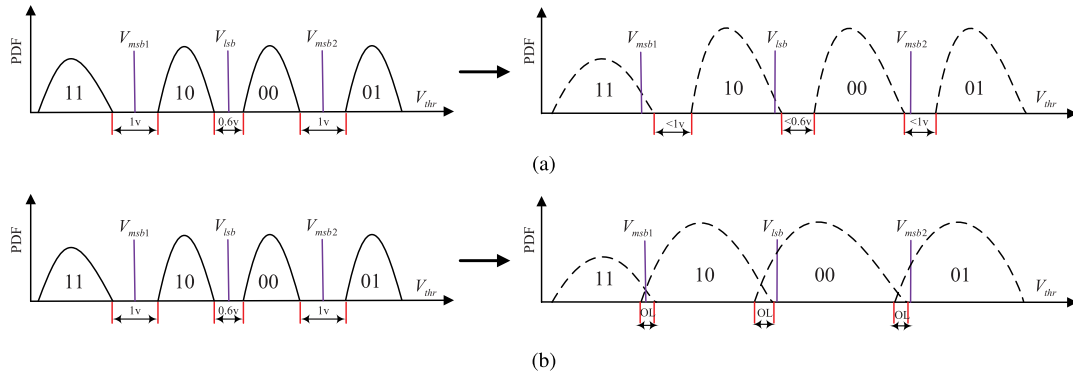 PDF
V_msb1
V_lsb
V_msb2
11
10
00
01
V_thr
1v
0.6v
1v
PDF
V_msb1
V_lsb
V_msb2
11
10
00
01
V_thr
<1v
<0.6v
<1v
(a)
PDF
V_msb1
V_lsb
V_msb2
11
10
00
01
V_thr
1v
0.6v
1v
PDF
V_msb1
V_lsb
V_msb2
11
10
00
01
V_thr
OL
OL
OL
(b)